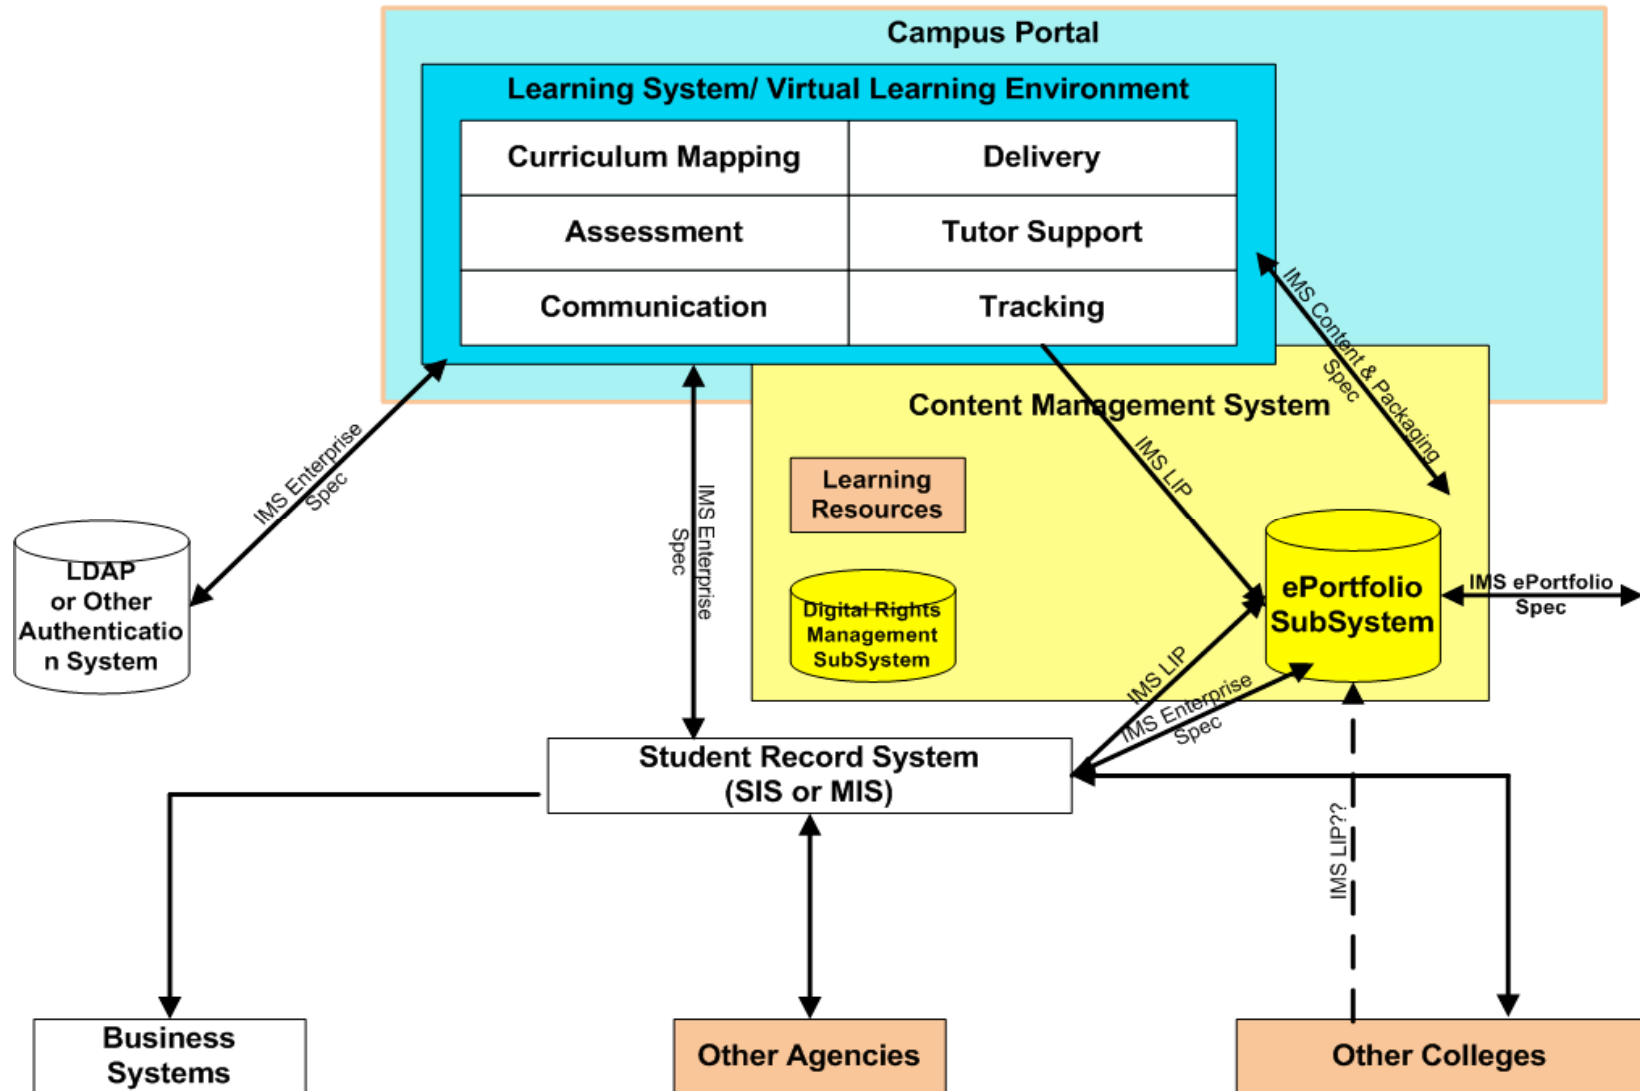 Campus Portal
Learning System/ Virtual Learning Environment
Curriculum Mapping
Delivery
Assessment
Tutor Support
Communication
Tracking
IMS Content & Packaging
Spec
Content Management System
IMS Enterprise
Spec
IMS Enterprise
Spec
IMS LIP
Learning
Resources
LDAP
or Other
Authenticatio
n System
Digital Rights
Management
SubSystem
ePortfolio
SubSystem
IMS ePortfolio
Spec
IMS LIP
IMS Enterprise
Spec
Student Record System
(SIS or MIS)
IMS LIP??
Business
Systems
Other Agencies
Other Colleges